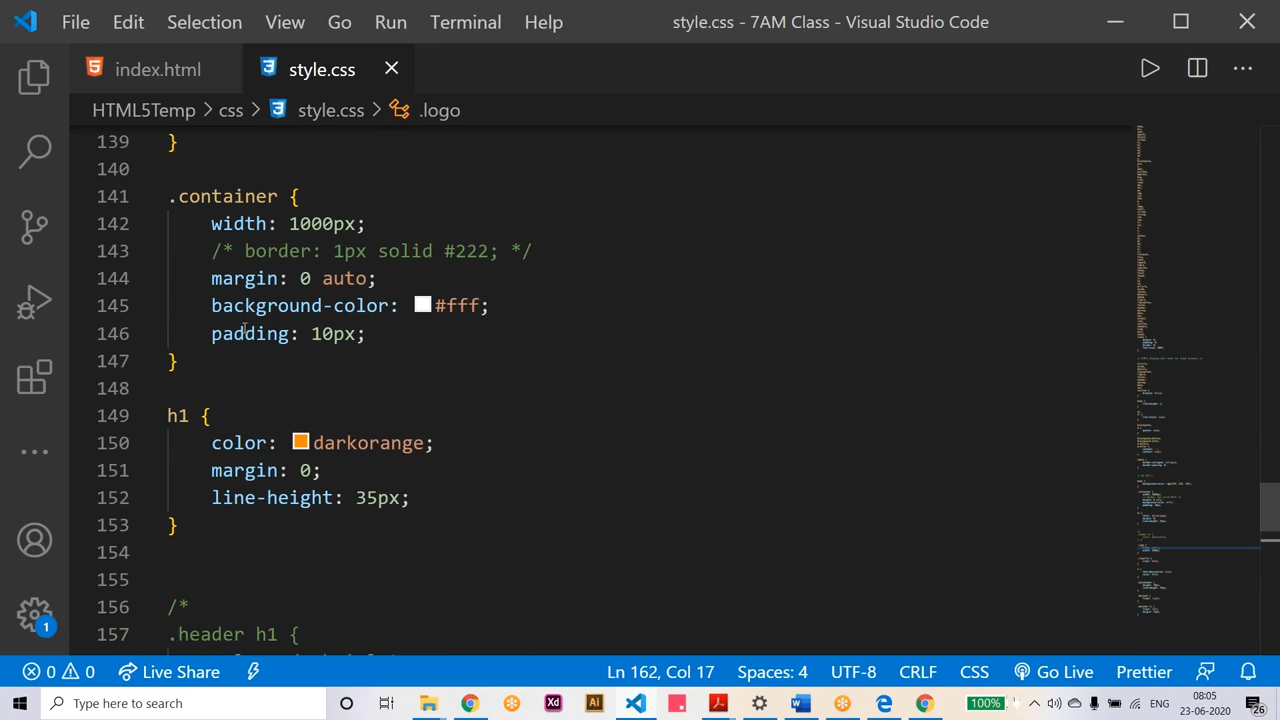 File Edit Selection View Go Run Terminal Help style.css - 7AM Class - Visual Studio Code
index.html style.css
HTML5Temp > css > style.css > .logo
139 }
140
141 .container {
142 width: 1000px;
143 /* border: 1px solid #222; */
144 margin: 0 auto;
145 background-color: #fff;
146 padding: 10px;
147 }
148
149 h1 {
150 color: darkorange;
151 margin: 0;
152 line-height: 35px;
153 }
154
155
156 /*
157 .header h1 {
1
0 0 Live Share Ln 162, Col 17 Spaces: 4 UTF-8 CRLF CSS Go Live Prettier
Type here to search Xd Ai 100% ENG 08:05
23-06-2020 26